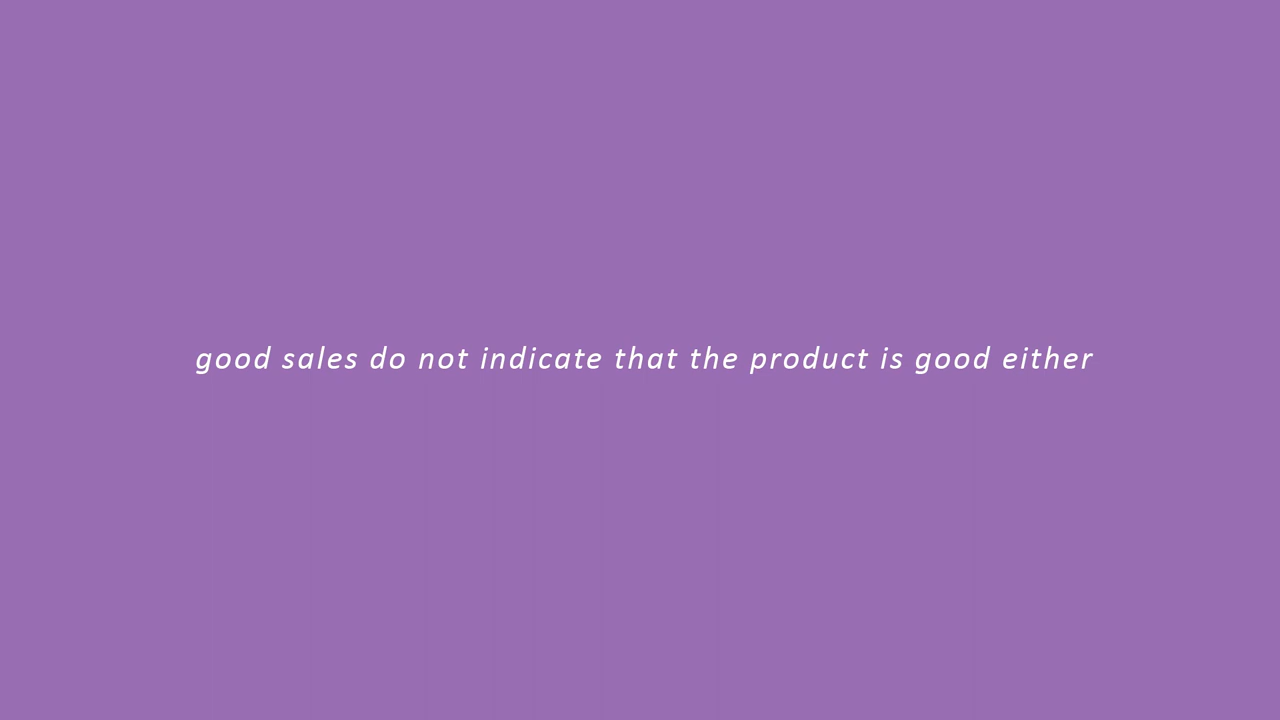 good sales do not indicate that the product is good either